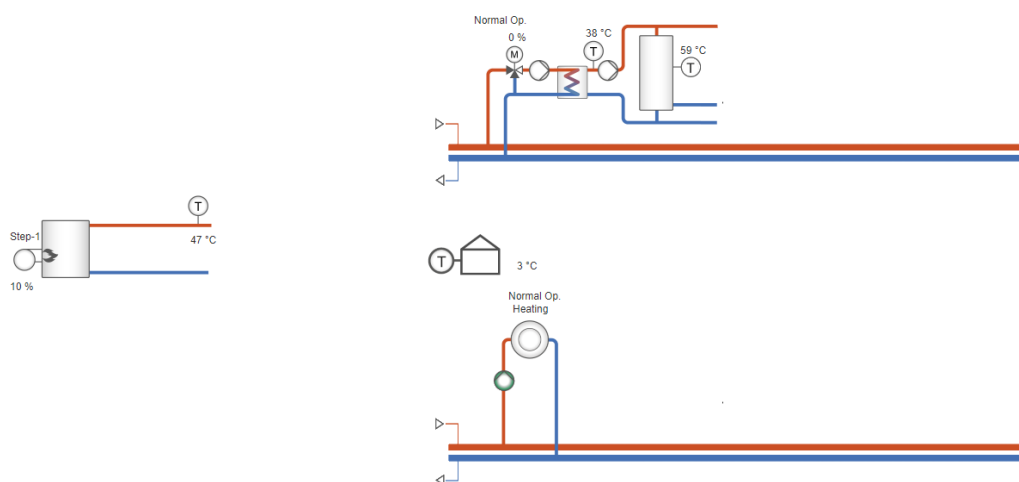 Normal Op.
0 %
M
38 °C
T
59 °C
T
T
47 °C
Step-1
10 %
T
3 °C
Normal Op.
Heating